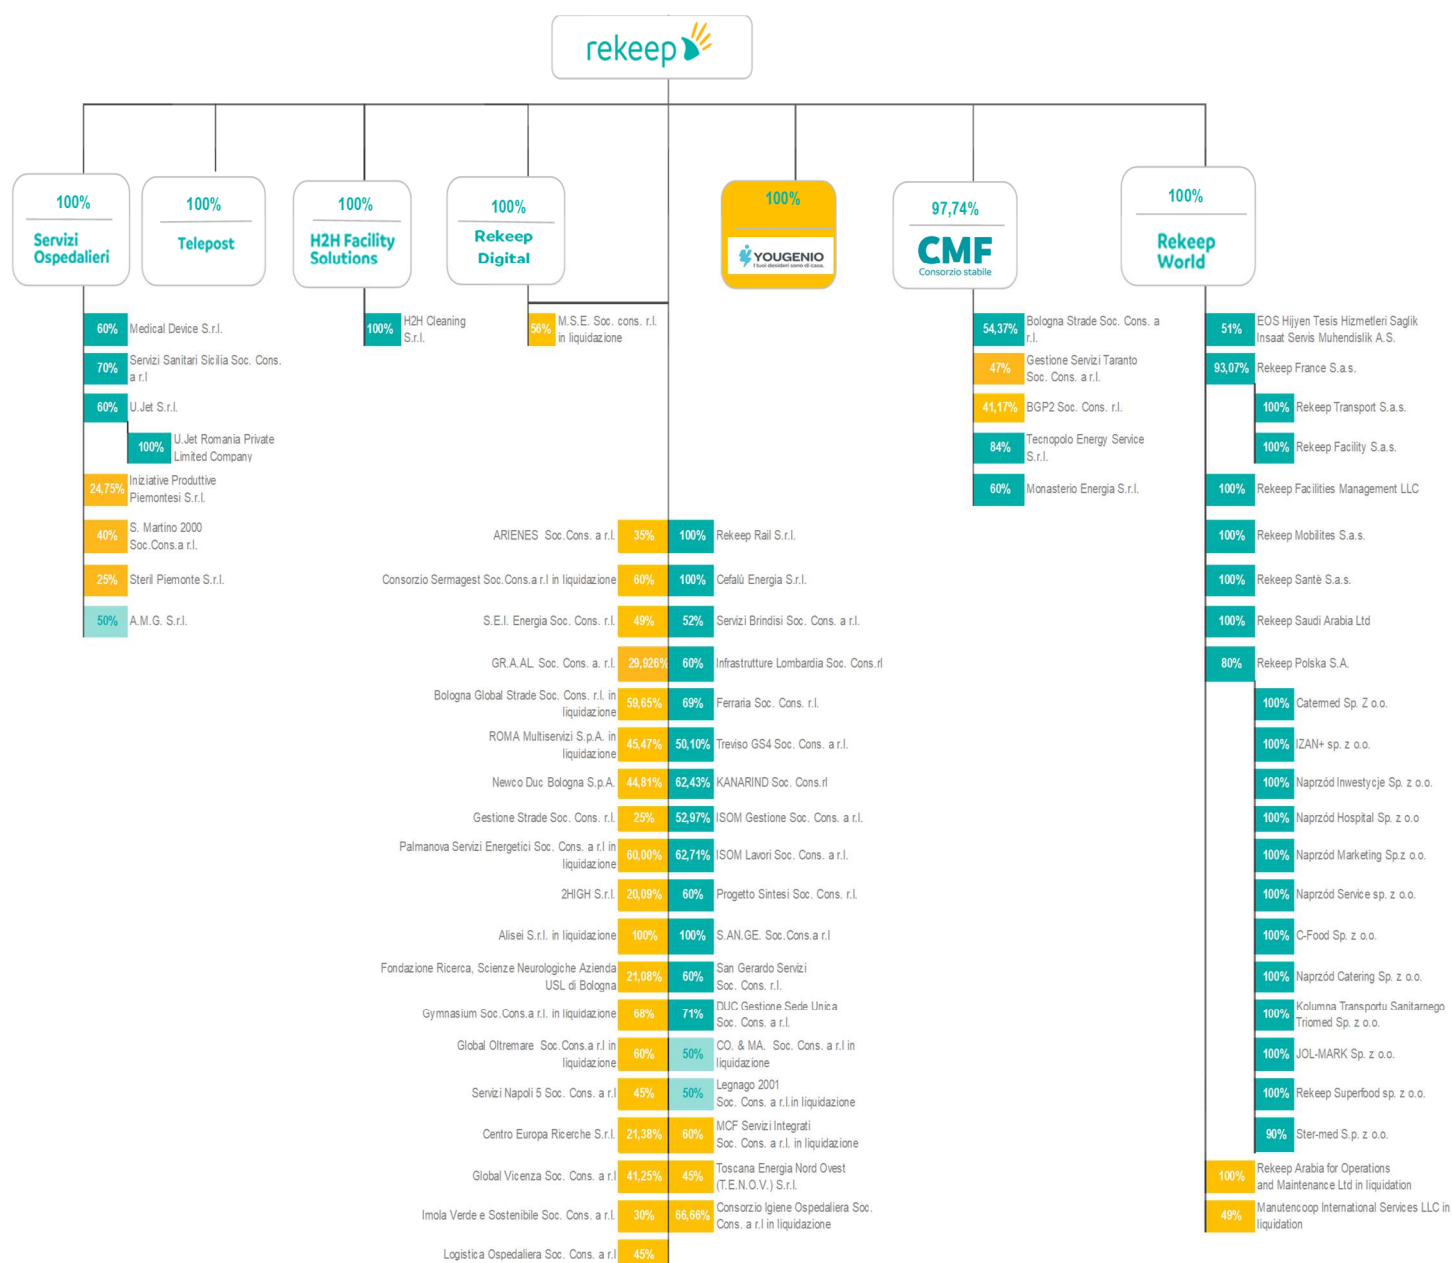 rekeep
100%
Servizi
Ospedalieri
100%
Telepost
100%
H2H Facility
Solutions
100%
Rekeep
Digital
100%
YOUGENIO
I tuoi desideri sono di casa.
97,74%
CMF
Consorzio stabile
100%
Rekeep
World
60% Medical Device S.r.l.
70% Servizi Sanitari Sicilia Soc. Cons.
a r.l
60% U.Jet S.r.l.
100% U.Jet Romania Private
Limited Company
24,75% Iniziative Produttive
Piemontesi S.r.l.
40% S. Martino 2000
Soc.Cons.a r.l.
25% Steril Piemonte S.r.l.
50% A.M.G. S.r.l.
100% H2H Cleaning
S.r.l.
56% M.S.E. Soc. cons. r.l.
in liquidazione
ARIENES Soc.Cons. a r.l. 35%
Consorzio Sermagest Soc.Cons.a r.l in liquidazione 60%
S.E.I. Energia Soc. Cons. r.l. 49%
GR.A.AL. Soc. Cons. a. r.l. 29,926%
Bologna Global Strade Soc. Cons. r.l. in
liquidazione 59,65%
ROMA Multiservizi S.p.A. in
liquidazione 45,47%
Newco Duc Bologna S.p.A. 44,81%
Gestione Strade Soc. Cons. r.l. 25%
Palmanova Servizi Energetici Soc. Cons. a r.l in
liquidazione 60,00%
2HIGH S.r.l. 20,09%
Alisei S.r.l. in liquidazione 100%
Fondazione Ricerca, Scienze Neurologiche Azienda
USL di Bologna 21,08%
Gymnasium Soc.Cons.a r.l. in liquidazione 68%
Global Oltremare Soc.Cons.a r.l in
liquidazione 60%
Servizi Napoli 5 Soc. Cons. a r.l 45%
Centro Europa Ricerche S.r.l. 21,38%
Global Vicenza Soc. Cons. a r.l 41,25%
Imola Verde e Sostenibile Soc. Cons. a r.l. 30%
Logistica Ospedaliera Soc. Cons. a r.l 45%
100% Rekeep Rail S.r.l.
100% Cefalù Energia S.r.l.
52% Servizi Brindisi Soc. Cons. a r.l.
60% Infrastrutture Lombardia Soc. Cons.rl
69% Ferraria Soc. Cons. r.l.
50,10% Treviso GS4 Soc. Cons. a r.l.
62,43% KANARIND Soc. Cons.rl
52,97% ISOM Gestione Soc. Cons. a r.l.
62,71% ISOM Lavori Soc. Cons. a r.l.
60% Progetto Sintesi Soc. Cons. r.l.
100% S.AN.GE. Soc.Cons.a r.l
60% San Gerardo Servizi
Soc. Cons. r.l.
71% DUC Gestione Sede Unica
Soc. Cons. a r.l.
50% CO. & MA. Soc. Cons. a r.l in
liquidazione
50% Legnago 2001
Soc. Cons. a r.l.in liquidazione
60% MCF Servizi Integrati
Soc. Cons. a r.l. in liquidazione
45% Toscana Energia Nord Ovest
(T.E.N.O.V.) S.r.l.
66,66% Consorzio Igiene Ospedaliera Soc.
Cons. a r.l in liquidazione
54,37% Bologna Strade Soc. Cons. a
r.l.
47% Gestione Servizi Taranto
Soc. Cons. a r.l.
41,17% BGP2 Soc. Cons. r.l.
84% Tecnopolo Energy Service
S.r.l.
60% Monasterio Energia S.r.l.
51% EOS Hijyen Tesis Hizmetleri Saglik
Insaat Servis Muhendislik A.S.
93,07% Rekeep France S.a.s.
100% Rekeep Transport S.a.s.
100% Rekeep Facility S.a.s.
100% Rekeep Facilities Management LLC
100% Rekeep Mobilites S.a.s.
100% Rekeep Santè S.a.s.
100% Rekeep Saudi Arabia Ltd
80% Rekeep Polska S.A.
100% Catermed Sp. Z o.o.
100% IZAN+ sp. z o.o.
100% Naprzód Inwestycje Sp. z o.o.
100% Naprzód Hospital Sp. z o.o
100% Naprzód Marketing Sp.z o.o.
100% Naprzód Service sp. z o.o.
100% C-Food Sp. z o.o.
100% Naprzód Catering Sp. z o.o.
100% Kolumna Transportu Sanitarnego
Triomed Sp. z o.o.
100% JOL-MARK Sp. z o.o.
100% Rekeep Superfood sp. z o.o.
90% Ster-med S.p. z o.o.
100% Rekeep Arabia for Operations
and Maintenance Ltd in liquidation
49% Manutencoop International Services LLC in
liquidation